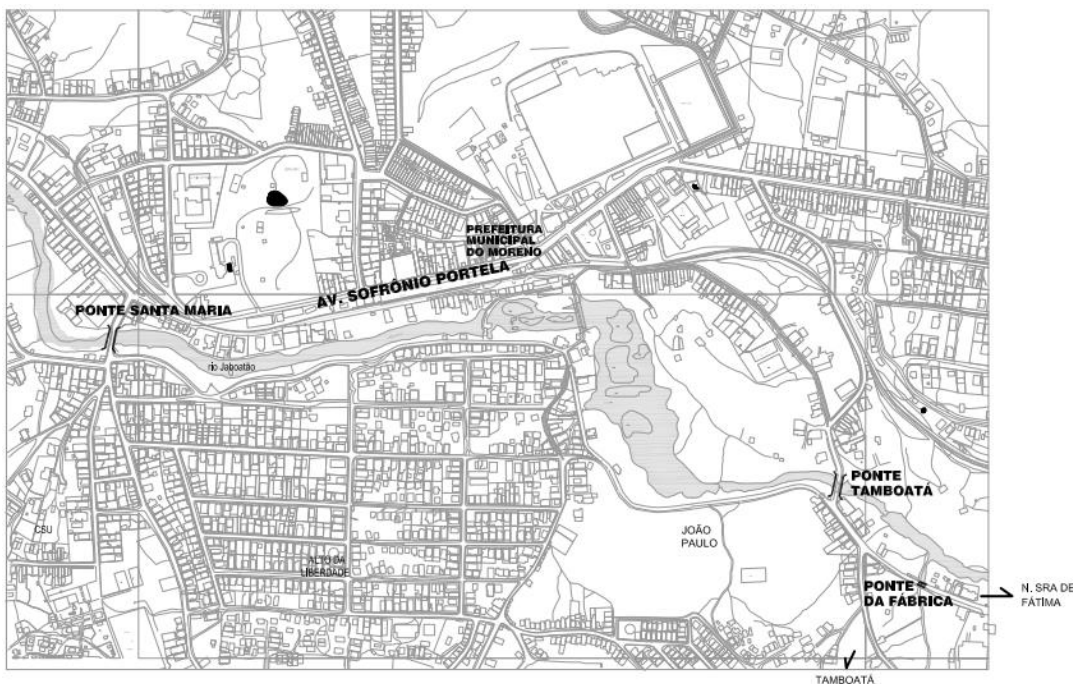 PREFEITURA
MUNICIPAL
DO MORENO
AV. SOFRÔNIO PORTELA
PONTE SANTA MARIA
rio Jaboatão
PONTE
TAMBOATÁ
CSU
JOÃO
PAULO
ALTO DA
LIBERDADE
PONTE
DA FÁBRICA
N. SRA DE
FÁTIMA
TAMBOATÁ